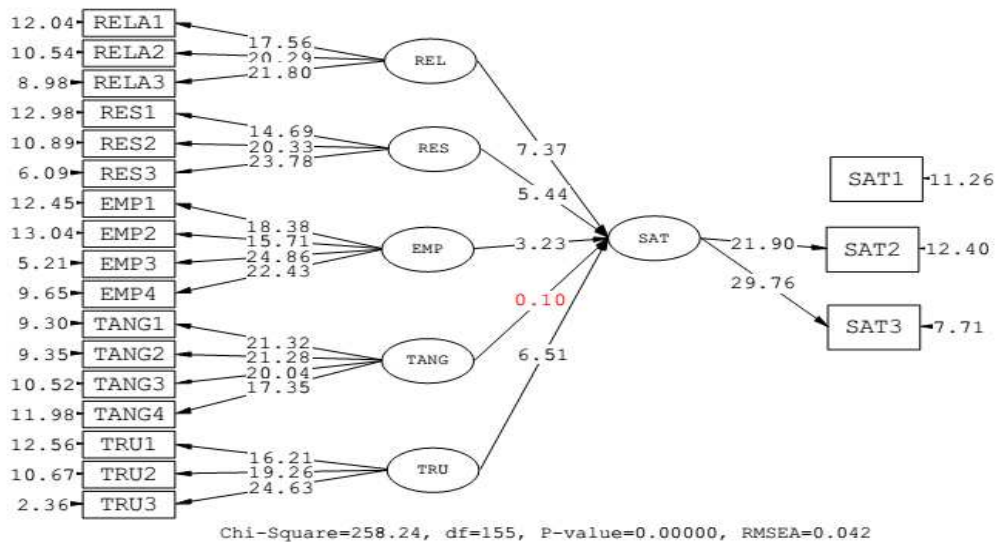 12.04 RELA1
17.56
10.54 RELA2
20.29
REL
21.80
8.98 RELA3
12.98 RES1
14.69
10.89 RES2
20.33
RES
7.37
23.78
6.09 RES3
5.44
SAT1 11.26
12.45 EMP1
18.38
13.04 EMP2
15.71
EMP
3.23
SAT
21.90
SAT2 12.40
24.86
5.21 EMP3
22.43
29.76
9.65 EMP4
0.10
9.30 TANG1
21.32
SAT3 7.71
9.35 TANG2
21.28
TANG
6.51
20.04
10.52 TANG3
17.35
11.98 TANG4
12.56 TRU1
16.21
10.67 TRU2
19.26
TRU
24.63
2.36 TRU3
Chi-Square=258.24, df=155, P-value=0.00000, RMSEA=0.042